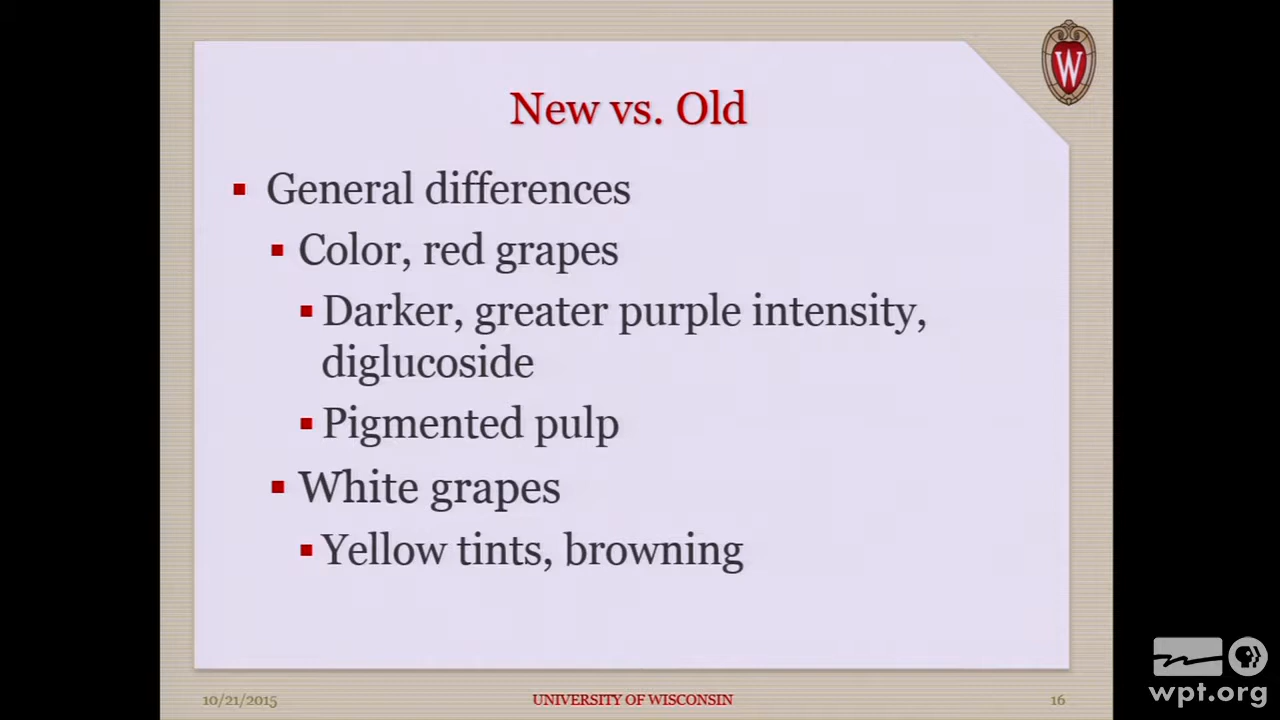 W
New vs. Old
General differences
Color, red grapes
Darker, greater purple intensity,
diglucoside
Pigmented pulp
White grapes
Yellow tints, browning
10/21/2015
UNIVERSITY OF WISCONSIN
16
wpt.org